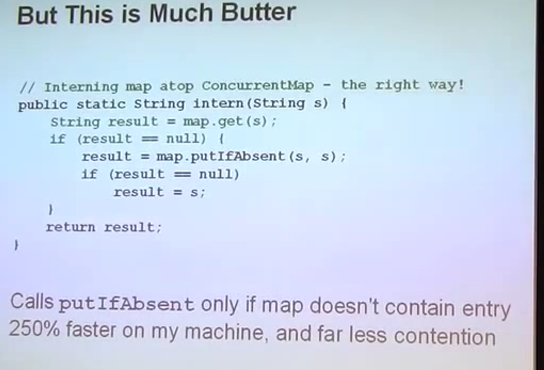 But This is Much Butter
// Interning map atop ConcurrentMap - the right way!
public static String intern(String s) {
String result = map.get(s);
if (result == null) {
result = map.putIfAbsent(s, s);
if (result == null)
result = s;
}
return result;
}
Calls putIfAbsent only if map doesn't contain entry
250% faster on my machine, and far less contention